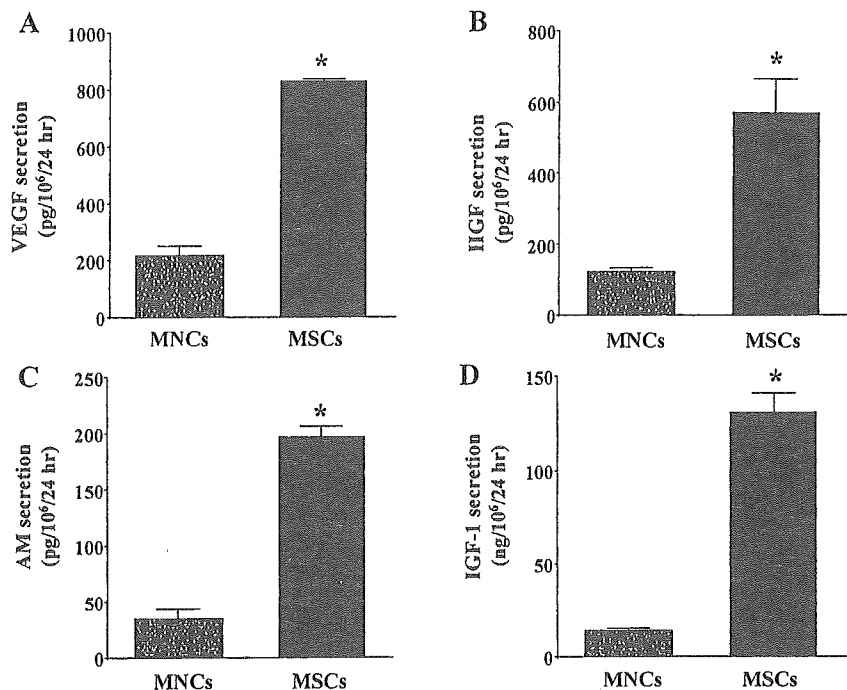 A
VEGF secretion
(pg/10⁶/24 hr)
1000
800
600
400
200
0
*
MNCs
MSCs
B
HGF secretion
(pg/10⁶/24 hr)
800
600
400
200
0
*
MNCs
MSCs
C
AM secretion
(pg/10⁶/24 hr)
250
200
150
100
50
0
*
MNCs
MSCs
D
IGF-1 secretion
(ng/10⁶/24 hr)
150
100
50
0
*
MNCs
MSCs